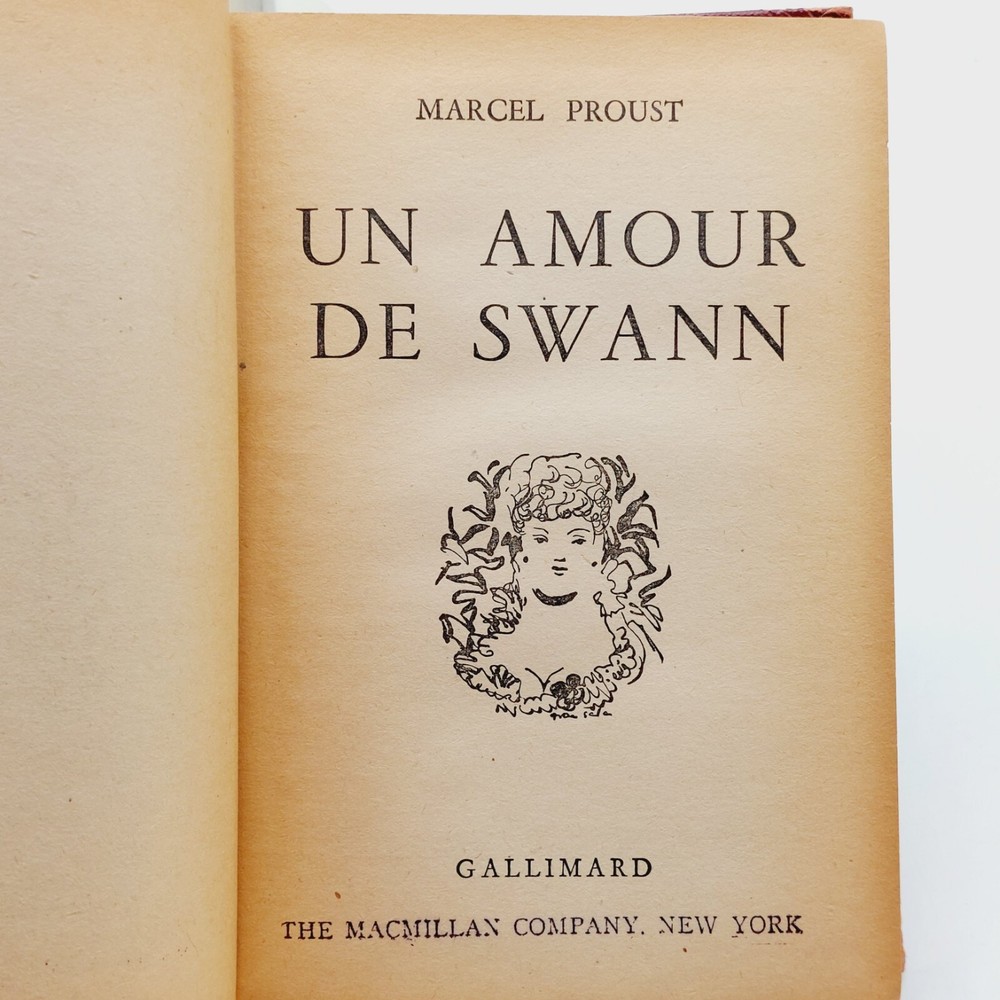 MARCEL PROUST
UN AMOUR
DE SWANN
GALLIMARD
THE MACMILLAN COMPANY. NEW YORK